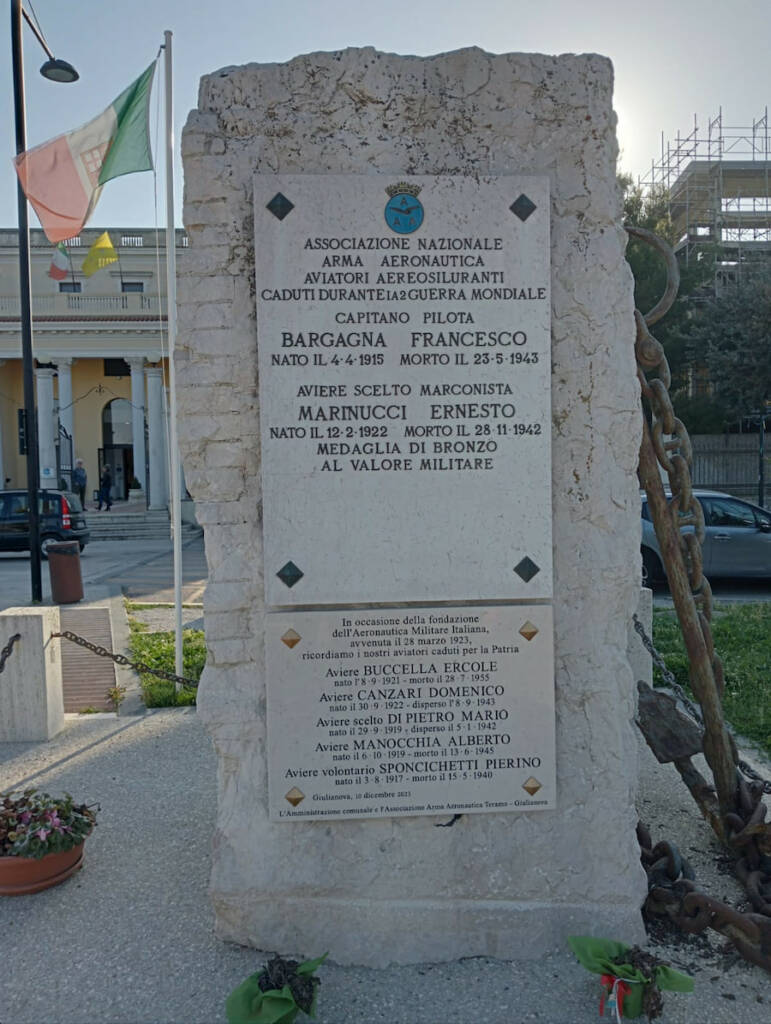 A
A A
ASSOCIAZIONE NAZIONALE
ARMA AERONAUTICA
AVIATORI AEREOSILURANTI
CADUTI DURANTE LA 2 GUERRA MONDIALE
CAPITANO PILOTA
BARGAGNA FRANCESCO
NATO IL 4·4·1915 MORTO IL 23·5·1943
AVIERE SCELTO MARCONISTA
MARINUCCI ERNESTO
NATO IL 12·2·1922 MORTO IL 28·11·1942
MEDAGLIA DI BRONZO
AL VALORE MILITARE
In occasione della fondazione
dell'Aeronautica Militare Italiana,
avvenuta il 28 marzo 1923,
ricordiamo i nostri aviatori caduti per la Patria
Aviere BUCCELLA ERCOLE
nato l'8·9·1921 - morto il 28·7·1955
Aviere CANZARI DOMENICO
nato il 30·9·1922 - disperso l'8·9·1943
Aviere scelto DI PIETRO MARIO
nato il 29·9·1919 - disperso il 5·1·1942
Aviere MANOCCHIA ALBERTO
nato il 6·10·1919 - morto il 13·6·1945
Aviere volontario SPONCICHETTI PIERINO
nato il 3·8·1917 - morto il 15·5·1940
Giulianova, 10 dicembre 2023
L'Amministrazione comunale e l'Associazione Arma Aeronautica Teramo - Giulianova